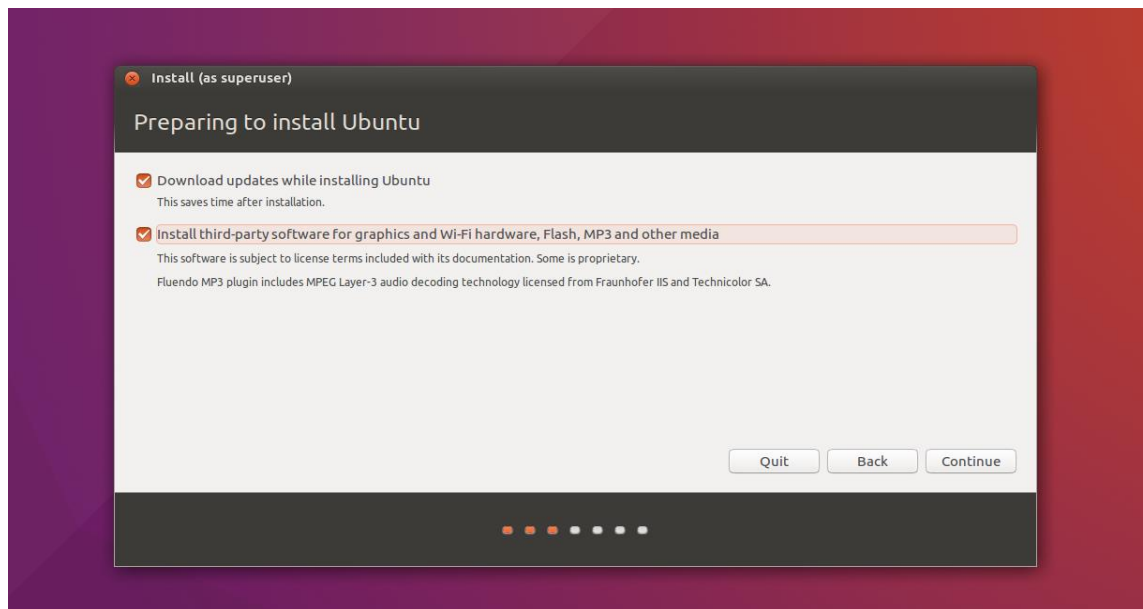 Install (as superuser)
Preparing to install Ubuntu
Download updates while installing Ubuntu
This saves time after installation.
Install third-party software for graphics and Wi-Fi hardware, Flash, MP3 and other media
This software is subject to license terms included with its documentation. Some is proprietary.
Fluendo MP3 plugin includes MPEG Layer-3 audio decoding technology licensed from Fraunhofer IIS and Technicolor SA.
Quit Back Continue